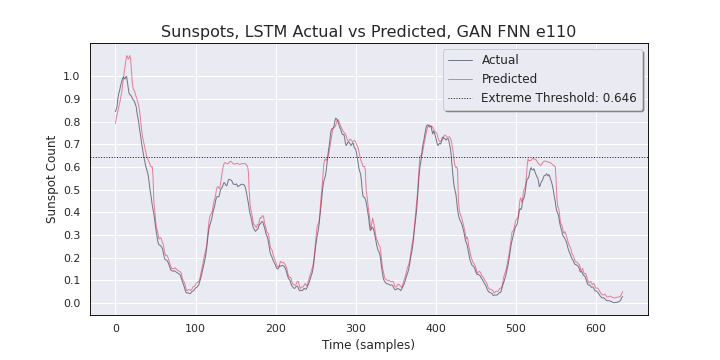 Sunspots, LSTM Actual vs Predicted, GAN FNN e110
Actual
Predicted
Extreme Threshold: 0.646
Sunspot Count
1.0
0.9
0.8
0.7
0.6
0.5
0.4
0.3
0.2
0.1
0.0
0 100 200 300 400 500 600
Time (samples)